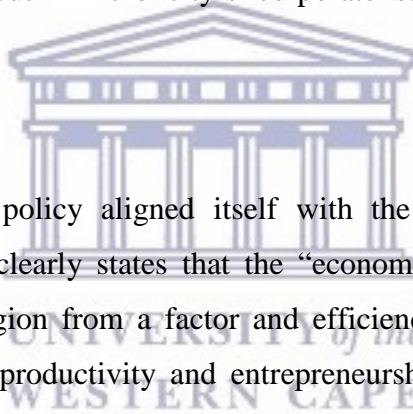 policy aligned itself with the
clearly states that the "econom
gion from a factor and efficienc
UNIVERSITY of the
productivity and entrepreneursh
WESTERN CAPE